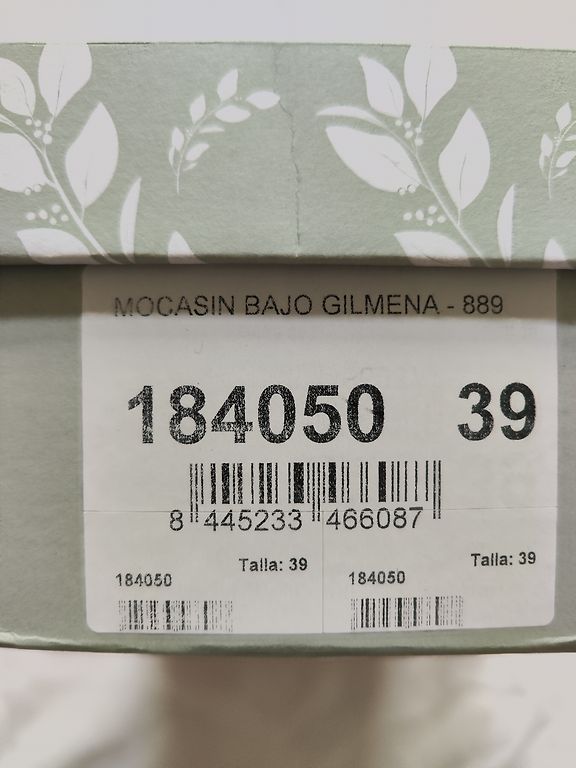 MOCASIN BAJO GILMENA - 889
184050 39
8 445233 466087
Talla: 39
184050
Talla: 39
184050